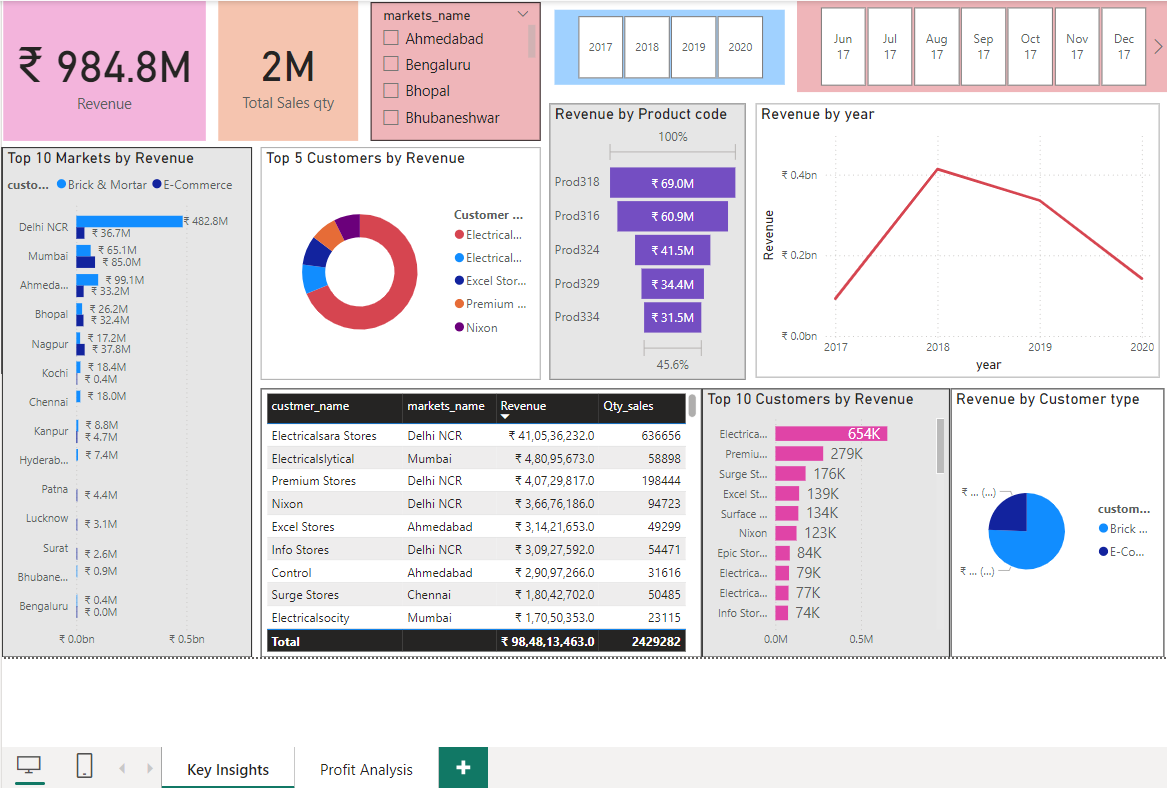 ₹ 984.8M
Revenue
2M
Total Sales qty
markets_name
Ahmedabad
Bengaluru
Bhopal
Bhubaneshwar
2017
2018
2019
2020
Jun 17
Jul 17
Aug 17
Sep 17
Oct 17
Nov 17
Dec 17
Top 10 Markets by Revenue
custo... Brick & Mortar E-Commerce
Delhi NCR ₹ 482.8M
₹ 36.7M
Mumbai ₹ 65.1M
₹ 85.0M
Ahmeda... ₹ 99.1M
₹ 33.2M
Bhopal ₹ 26.2M
₹ 32.4M
Nagpur ₹ 17.2M
₹ 37.8M
Kochi ₹ 18.4M
₹ 0.4M
Chennai ₹ 18.0M
Kanpur ₹ 8.8M
₹ 4.7M
Hyderab... ₹ 7.4M
Patna ₹ 4.4M
Lucknow ₹ 3.1M
Surat ₹ 2.6M
Bhubane... ₹ 0.9M
Bengaluru ₹ 0.4M
₹ 0.0M
₹ 0.0bn ₹ 0.5bn
Top 5 Customers by Revenue
Customer ...
Electrical...
Electrical...
Excel Stor...
Premium ...
Nixon
Revenue by Product code
100%
Prod318 ₹ 69.0M
Prod316 ₹ 60.9M
Prod324 ₹ 41.5M
Prod329 ₹ 34.4M
Prod334 ₹ 31.5M
45.6%
Revenue by year
Revenue
₹ 0.4bn
₹ 0.2bn
₹ 0.0bn
2017 2018 2019 2020
year
custmer_name markets_name Revenue Qty_sales
Electricalsara Stores Delhi NCR ₹ 41,05,36,232.0 636656
Electricalslytical Mumbai ₹ 4,80,95,673.0 58898
Premium Stores Delhi NCR ₹ 4,07,29,817.0 198444
Nixon Delhi NCR ₹ 3,66,76,186.0 94723
Excel Stores Ahmedabad ₹ 3,14,21,653.0 49299
Info Stores Delhi NCR ₹ 3,09,27,592.0 54471
Control Ahmedabad ₹ 2,90,97,266.0 31616
Surge Stores Chennai ₹ 1,80,42,702.0 50485
Electricalsocity Mumbai ₹ 1,70,50,353.0 23115
Total ₹ 98,48,13,463.0 2429282
Top 10 Customers by Revenue
Electrica... 654K
Premiu... 279K
Surge St... 176K
Excel St... 139K
Surface ... 134K
Nixon 123K
Epic Stor... 84K
Electrica... 79K
Electrica... 77K
Info Stor... 74K
0.0M 0.5M
Revenue by Customer type
₹ ... (...)
₹ ... (...)
custom...
Brick ...
E-Co...
Key Insights
Profit Analysis